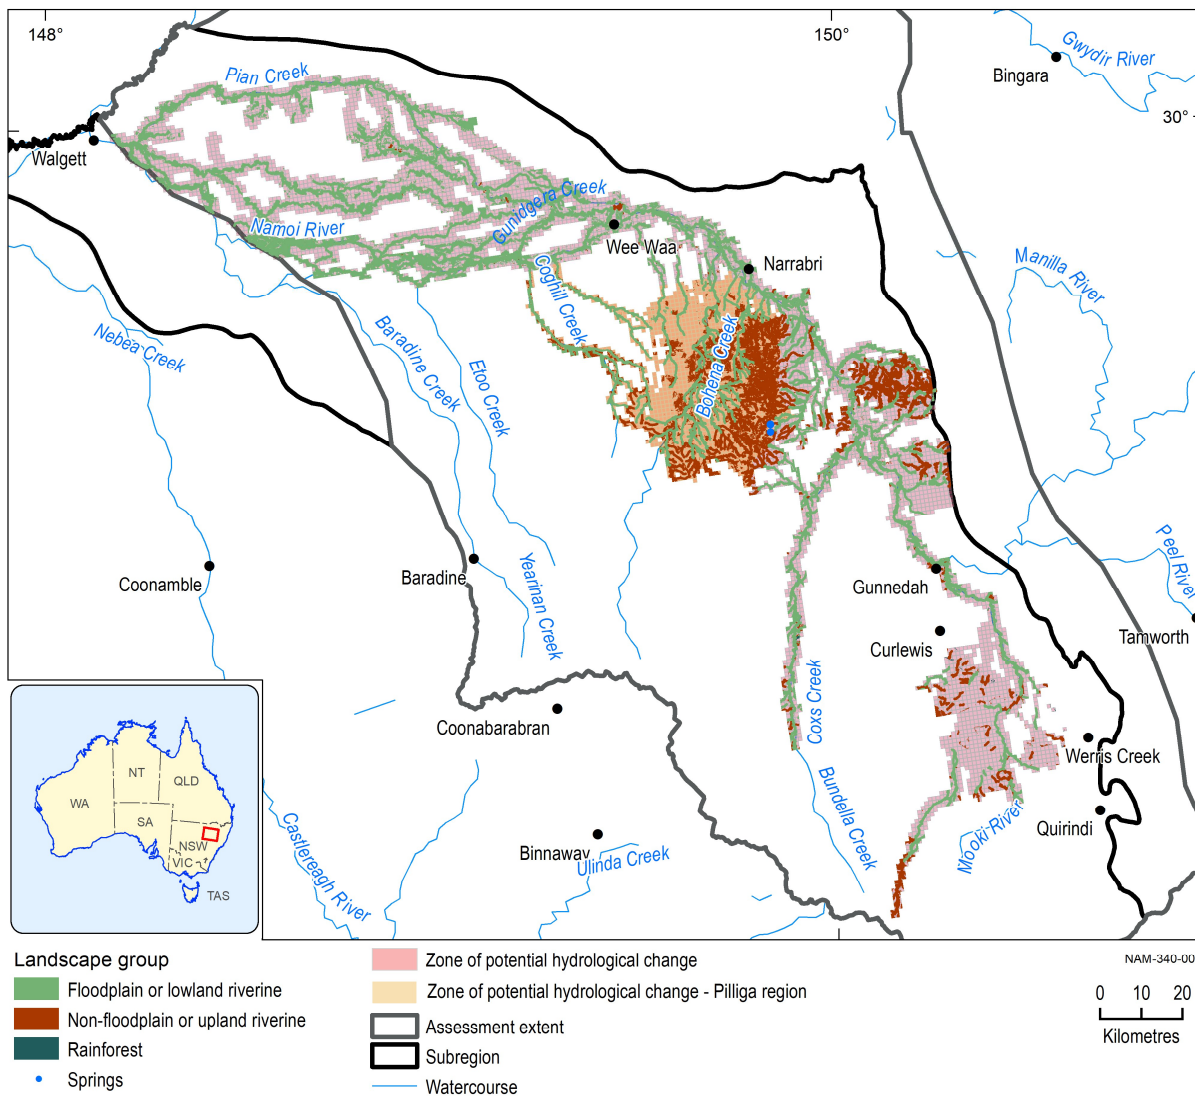 148°
150°
Gwydir River
Bingara
Pian Creek
30°
Walgett
Gunidgera Creek
Namoi River
Wee Waa
Narrabri
Manilla River
Coghill Creek
Nebea Creek
Baradine Creek
Etoo Creek
Bohena Creek
Peel River
Coonamble
Baradine
Yearinan Creek
Gunnedah
Curlewis
Tamworth
Coxs Creek
Coonabarabran
Werris Creek
Bundella Creek
Mooki River
Quirindi
Castlereagh River
Binnaway
Ulinda Creek
NT
QLD
WA
SA
NSW
VIC
TAS
NAM-340-00
Landscape group
Floodplain or lowland riverine
Non-floodplain or upland riverine
Rainforest
Springs
Zone of potential hydrological change
Zone of potential hydrological change - Pilliga region
Assessment extent
Subregion
Watercourse
0 10 20
Kilometres